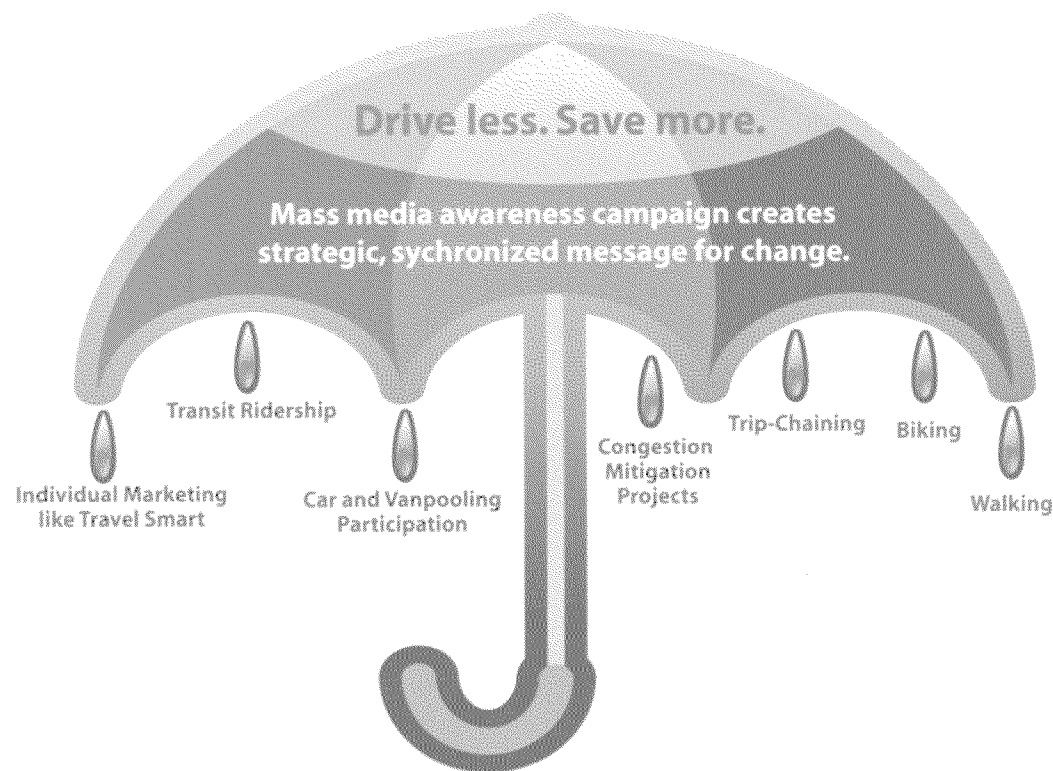 Drive less. Save more.
Mass media awareness campaign creates
strategic, sychronized message for change.
Transit Ridership
Individual Marketing
like Travel Smart
Car and Vanpooling
Participation
Congestion
Mitigation
Projects
Trip-Chaining
Biking
Walking